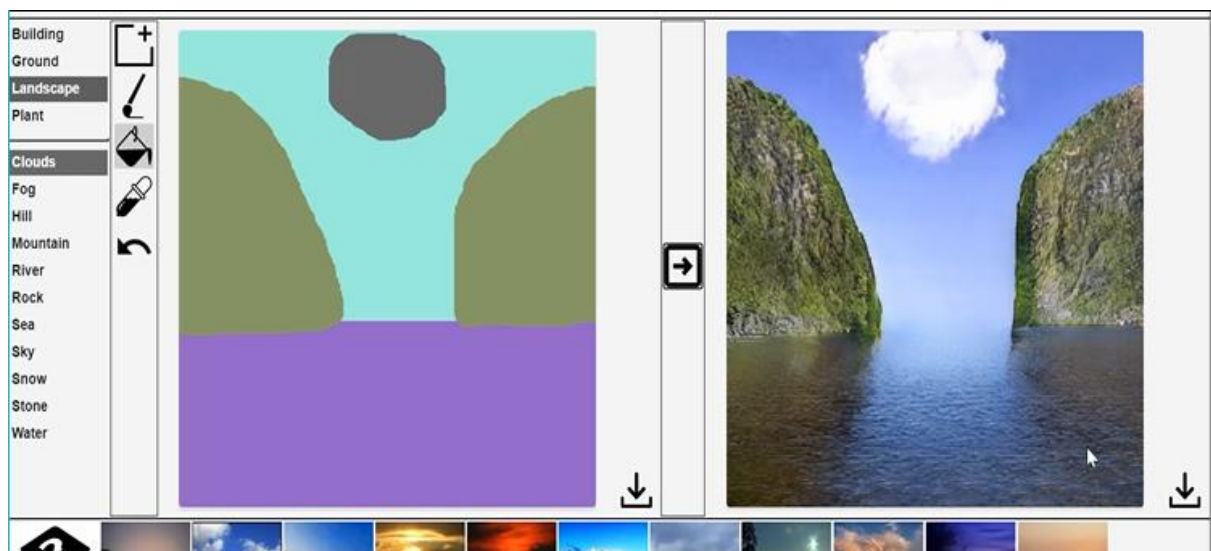 Building
Ground
Landscape
Plant
Clouds
Fog
Hill
Mountain
River
Rock
Sea
Sky
Snow
Stone
Water